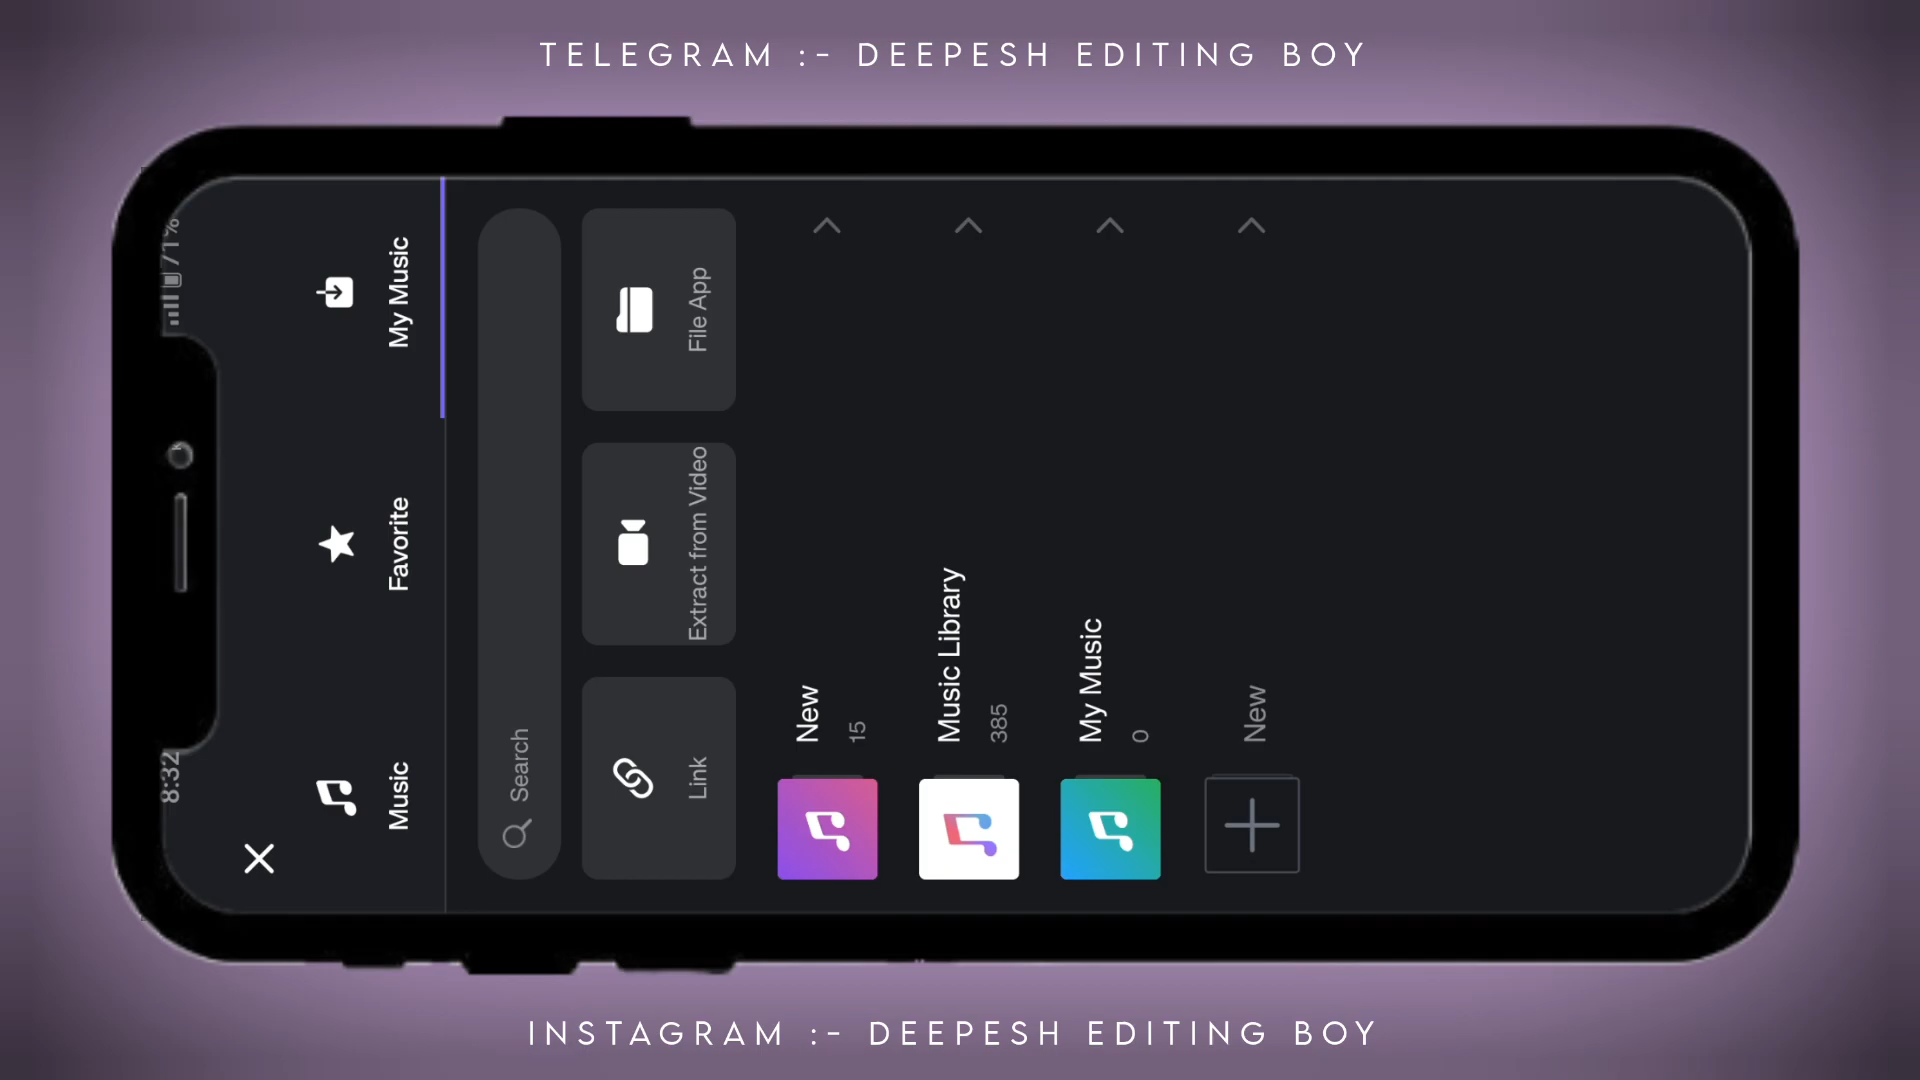 TELEGRAM :- DEEPESH EDITING BOY
8:32
71%
Music
Favorite
My Music
Search
Link
Extract from Video
File App
New
15
Music Library
385
My Music
0
New
INSTAGRAM :- DEEPESH EDITING BOY